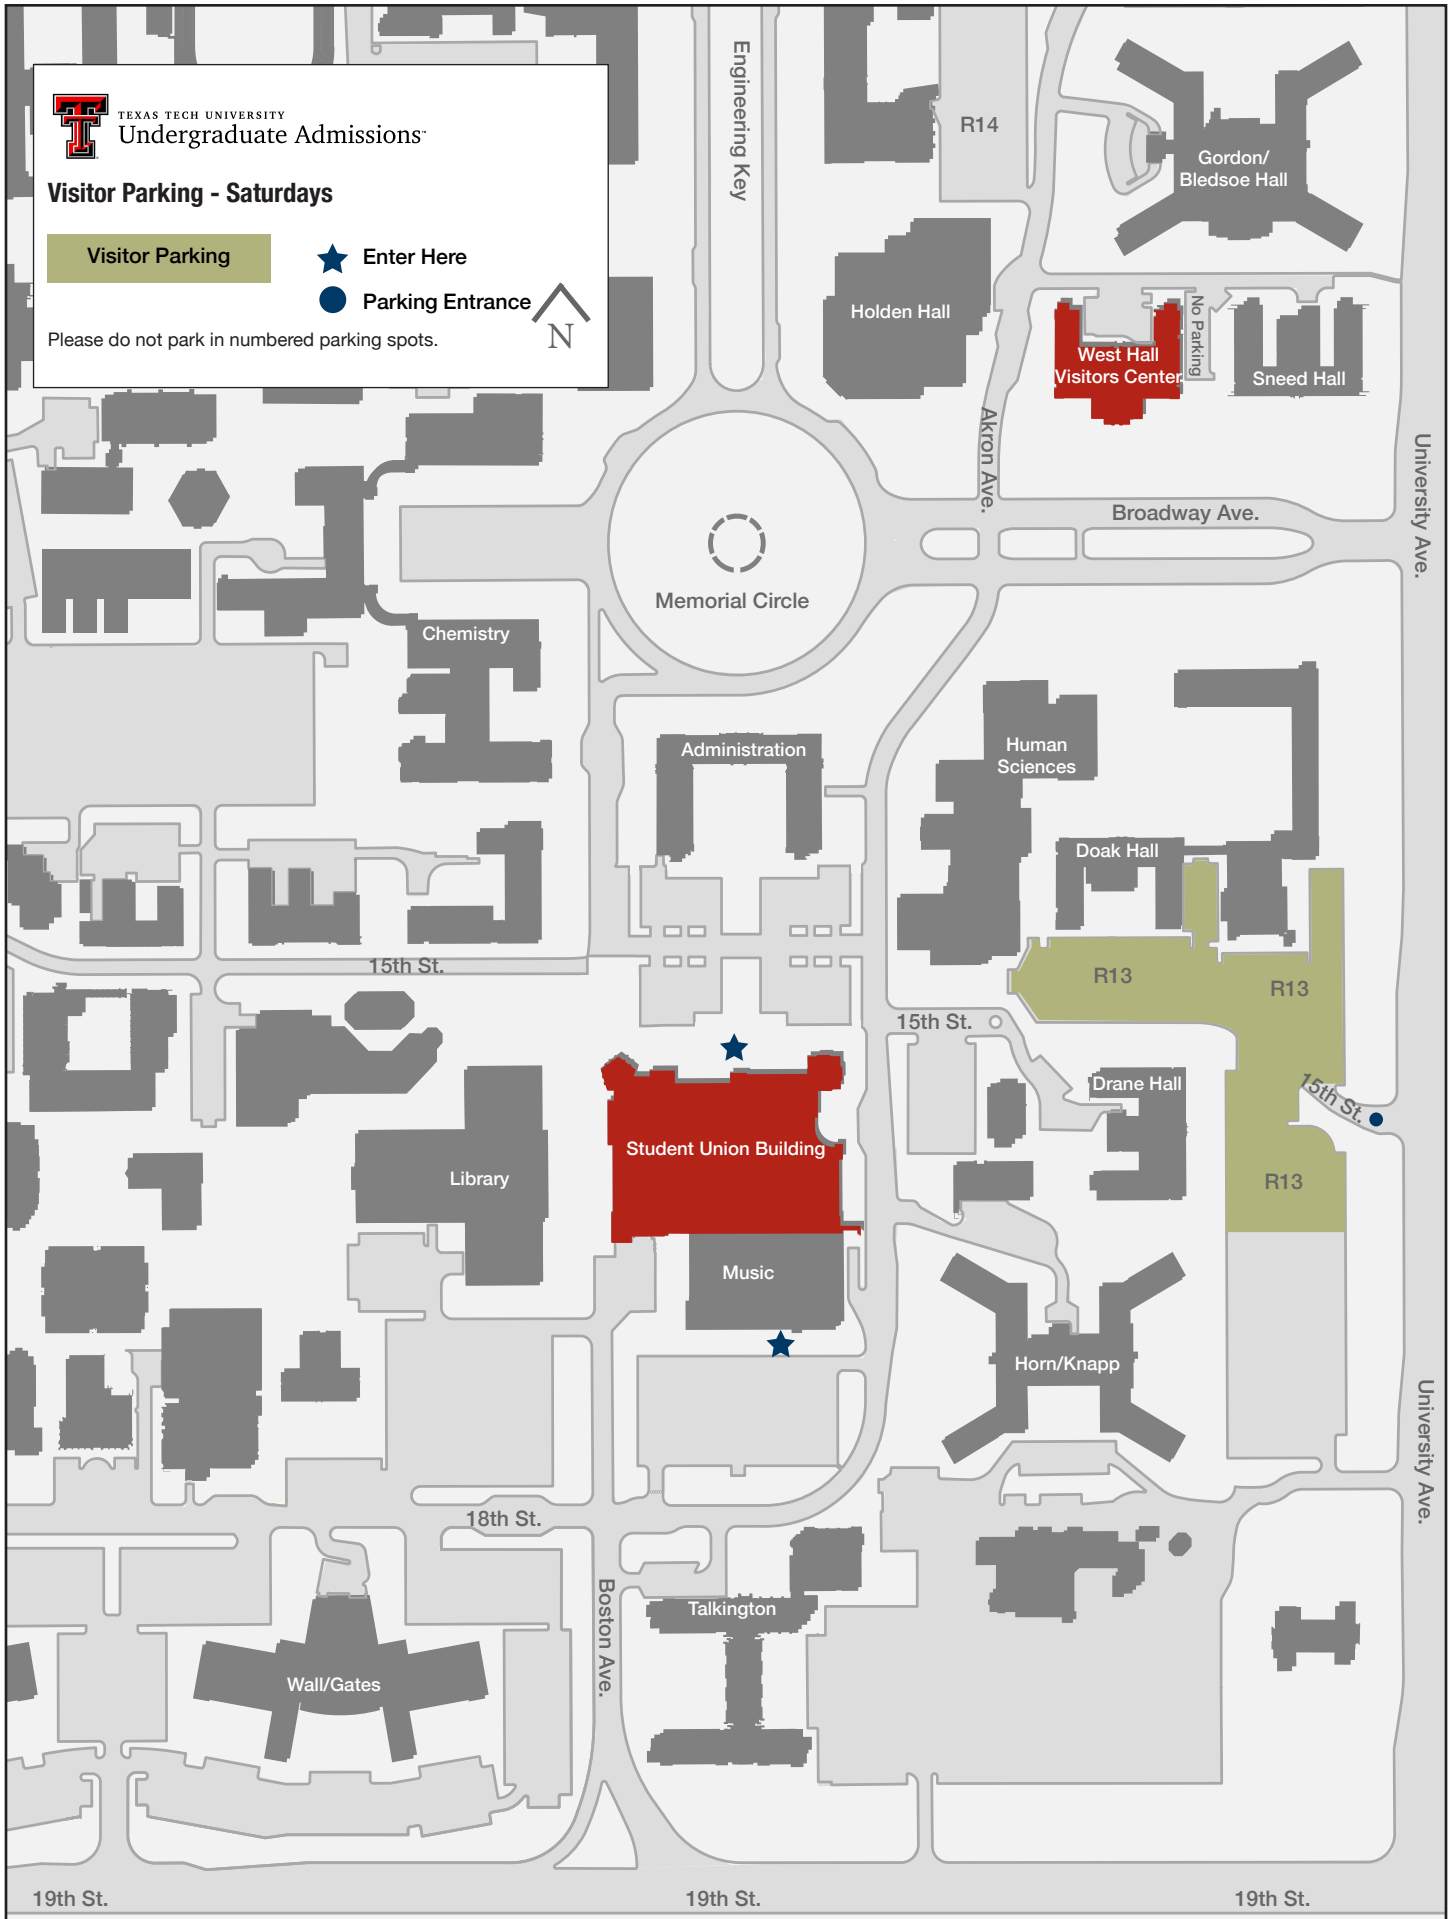 TEXAS TECH UNIVERSITY
Undergraduate Admissions™
Visitor Parking - Saturdays
Visitor Parking
Enter Here
Parking Entrance
N
Please do not park in numbered parking spots.
Engineering Key
R14
Gordon/
Bledsoe Hall
Holden Hall
No Parking
West Hall
Visitors Center
Sneed Hall
Akron Ave.
University Ave.
Broadway Ave.
Memorial Circle
Chemistry
Administration
Human
Sciences
Doak Hall
15th St.
R13
R13
15th St.
Drane Hall
15th St.
Student Union Building
Library
R13
Music
Horn/Knapp
University Ave.
18th St.
Boston Ave.
Talkington
Wall/Gates
19th St.
19th St.
19th St.